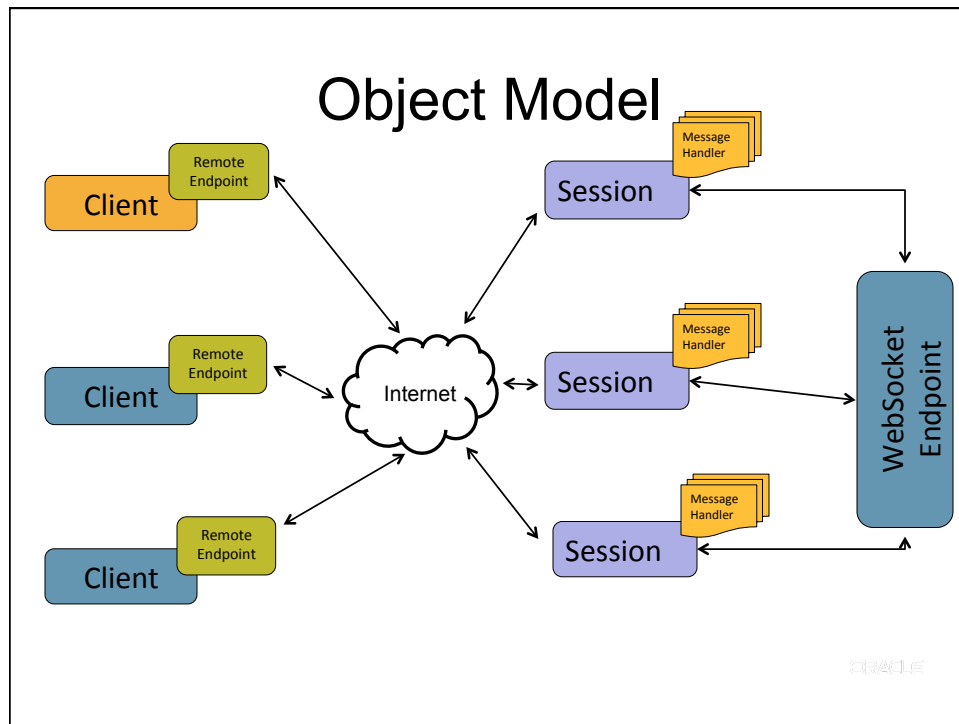 Object Model
Remote
Endpoint
Client
Message
Handler
Session
Remote
Endpoint
Client
Internet
Message
Handler
Session
WebSocket
Endpoint
Remote
Endpoint
Client
Message
Handler
Session
ORACLE